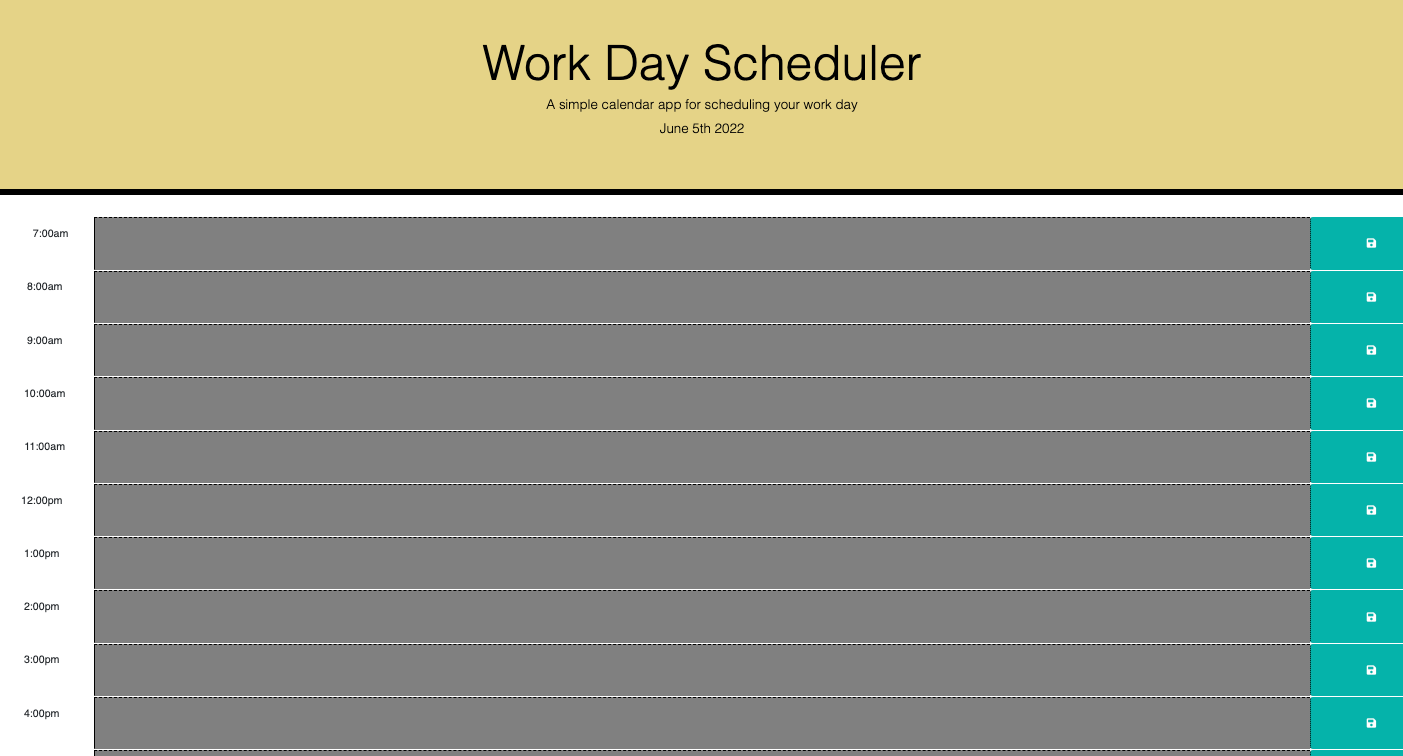 Work Day Scheduler
A simple calendar app for scheduling your work day
June 5th 2022
7:00am
8:00am
9:00am
10:00am
11:00am
12:00pm
1:00pm
2:00pm
3:00pm
4:00pm